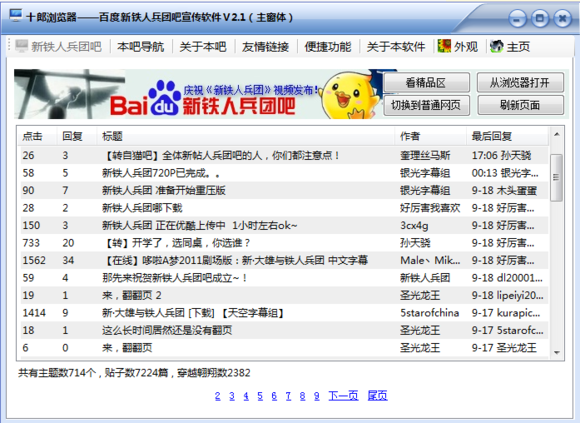 十郎浏览器——百度新铁人兵团吧宣传软件V2.1（主窗体）
新铁人兵团吧 本吧导航 关于本吧 友情链接 便捷功能 关于本软件 外观 主页
庆祝《新铁人兵团》视频发布!
Bai du 新铁人兵团吧
看精品区 从浏览器打开
切换到普通网页 刷新页面
点击 回复 标题 作者 最后回复
26 3 【转自猫吧】全体新帖人兵团吧的人，你们都注意点！ 奎理丝马斯 17:06 孙天骁
58 5 新铁人兵团720P已完成。。 银光字幕组 00:13 银光字...
90 7 新铁人兵团 准备开始重压版 银光字幕组 9-18 木头蛋蛋
28 2 新铁人兵团哪下载 好厉害我喜欢 9-18 好厉害...
150 3 新铁人兵团 正在优酷上传中 1小时左右ok~ 3cx4g 9-18 好厉害...
733 20 【转】开学了，选同桌，你选谁？ 孙天骁 9-18 好厉害...
1562 34 【在线】哆啦A梦2011剧场版：新·大雄与铁人兵团 中文字幕 Male丶Mik... 9-18 好厉害...
59 4 那先来祝贺新铁人兵团吧成立~！ 新铁人兵团 9-18 dl20001...
19 1 来，翻翻页 2 圣光龙王 9-18 lipeiyi20...
1414 9 新·大雄与铁人兵团 [下载] 【天空字幕组】 5starofchina 9-17 kurapic...
18 1 这么长时间居然还是没有翻页 圣光龙王 9-17 5starofc...
6 0 来，翻翻页 圣光龙王 9-17 圣光龙王
共有主题数714个，贴子数7224篇，穿越翱翔数2382
2 3 4 5 6 7 8 9 下一页 尾页